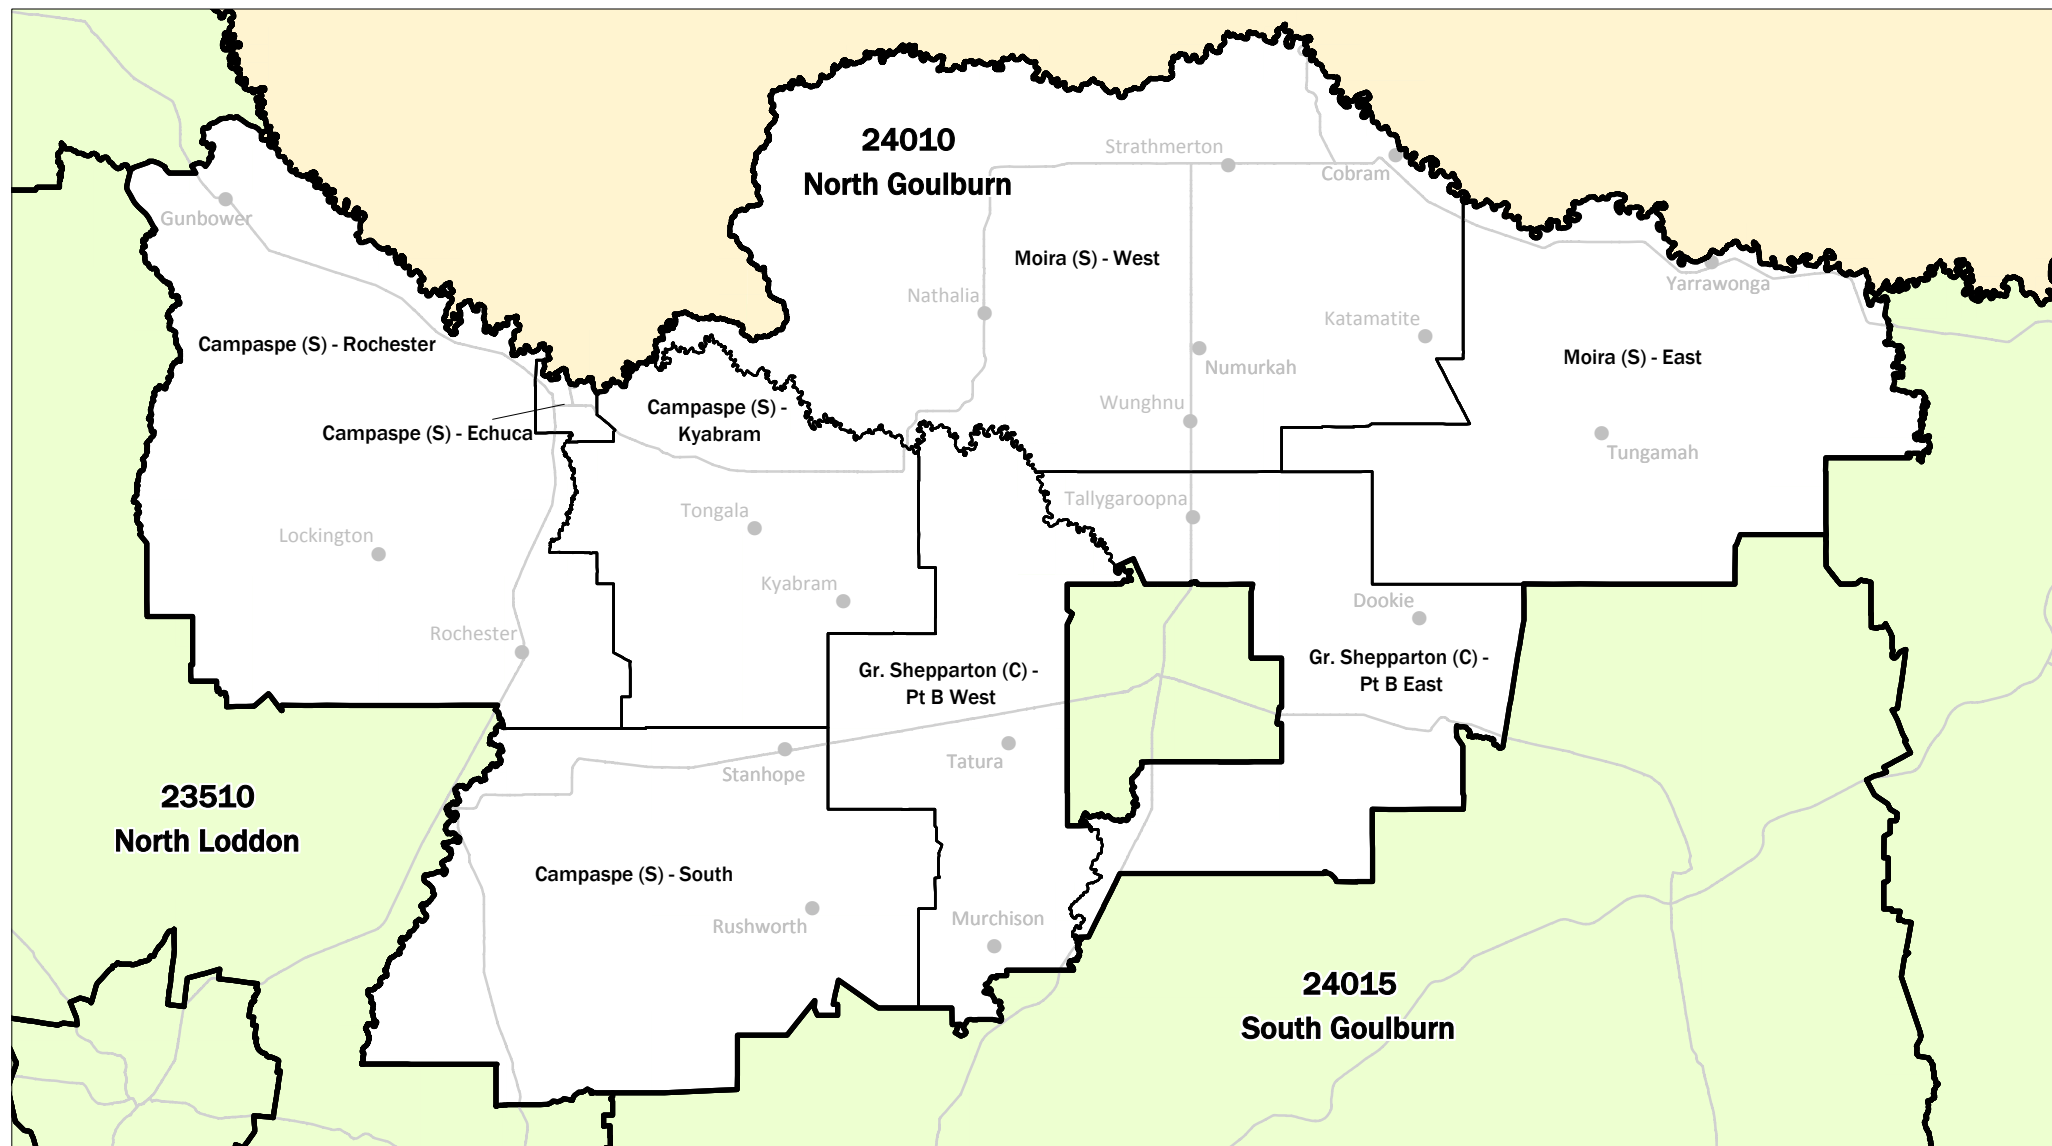 24010
North Goulburn
Strathmerton
Cobram
Gunbower
Moira (S) - West
Yarrawonga
Nathalia
Katamatite
Campaspe (S) - Rochester
Moira (S) - East
Numurkah
Campaspe (S) -
Kyabram
Wunghnu
Campaspe (S) - Echuca
Tungamah
Tallygaroopna
Tongala
Lockington
Kyabram
Dookie
Rochester
Gr. Shepparton (C) -
Pt B West
Gr. Shepparton (C) -
Pt B East
Stanhope
Tatura
23510
North Loddon
Campaspe (S) - South
Rushworth
Murchison
24015
South Goulburn